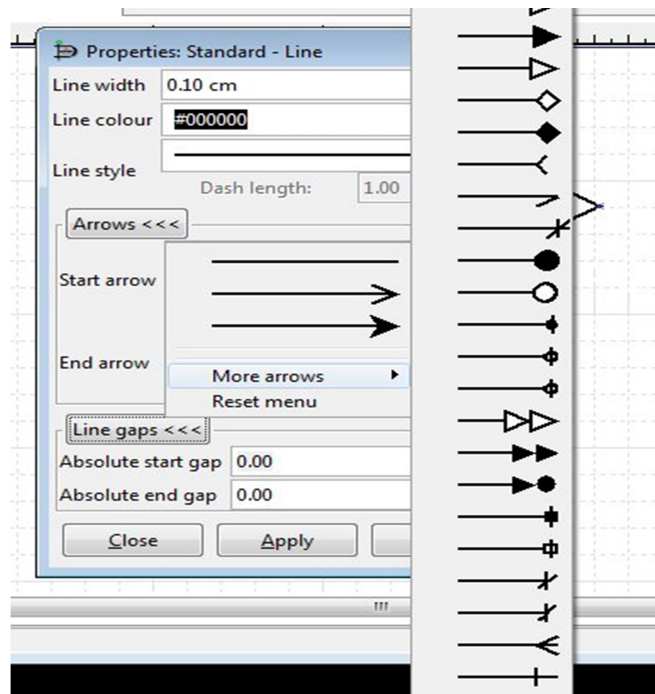 Properties: Standard - Line
Line width 0.10 cm
Line colour #000000
Line style
Dash length: 1.00
Arrows <<<
Start arrow
End arrow
More arrows
Reset menu
Line gaps <<<
Absolute start gap 0.00
Absolute end gap 0.00
Close Apply